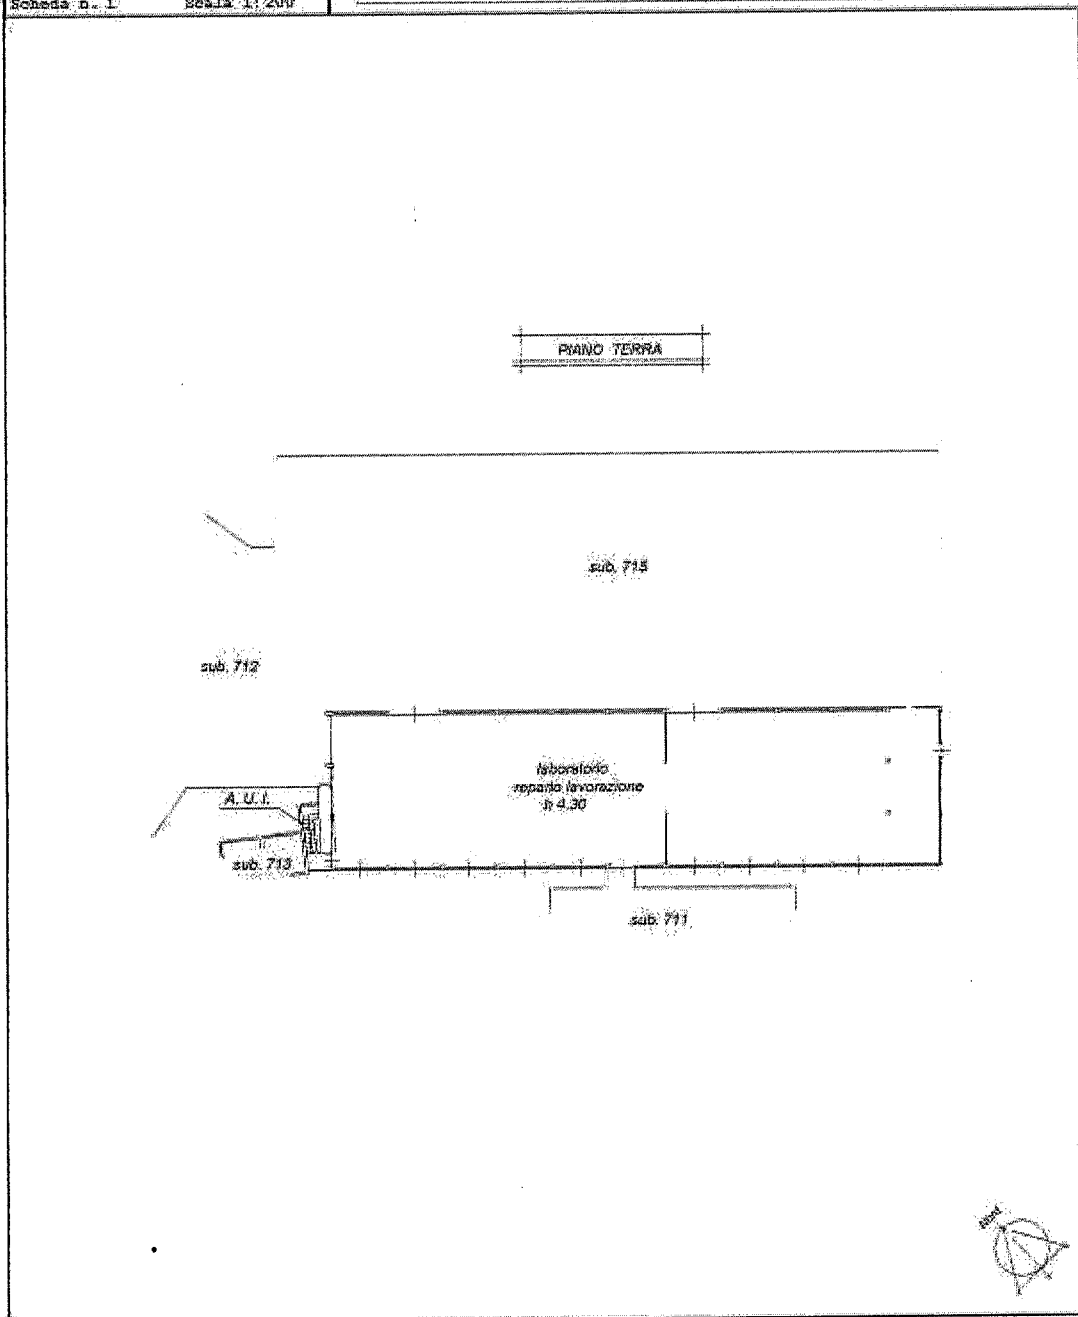 Scheda n. 1 Scala 1: 200
PIANO TERRA
sub. 715
sub. 712
laboratorio
reparto lavorazione
h 4.30
A. U. I.
sub. 713
sub. 711
Nord